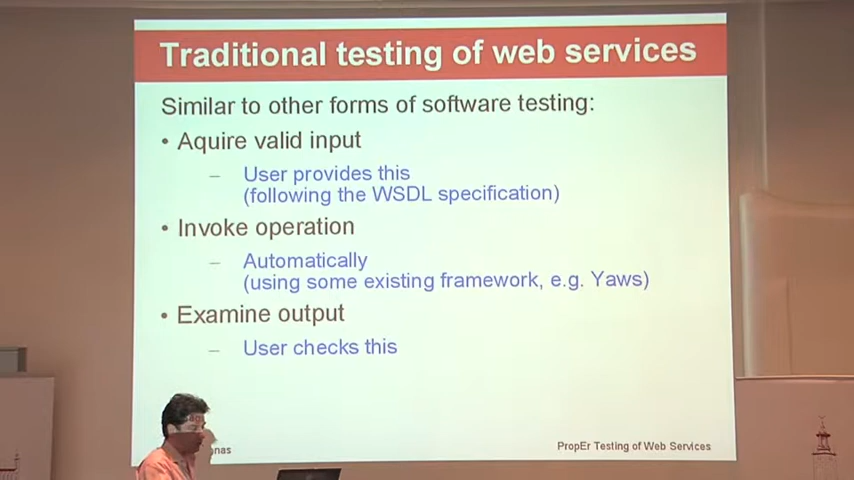 Traditional testing of web services
Similar to other forms of software testing:
• Aquire valid input
– User provides this
(following the WSDL specification)
• Invoke operation
– Automatically
(using some existing framework, e.g. Yaws)
• Examine output
– User checks this
PropEr Testing of Web Services